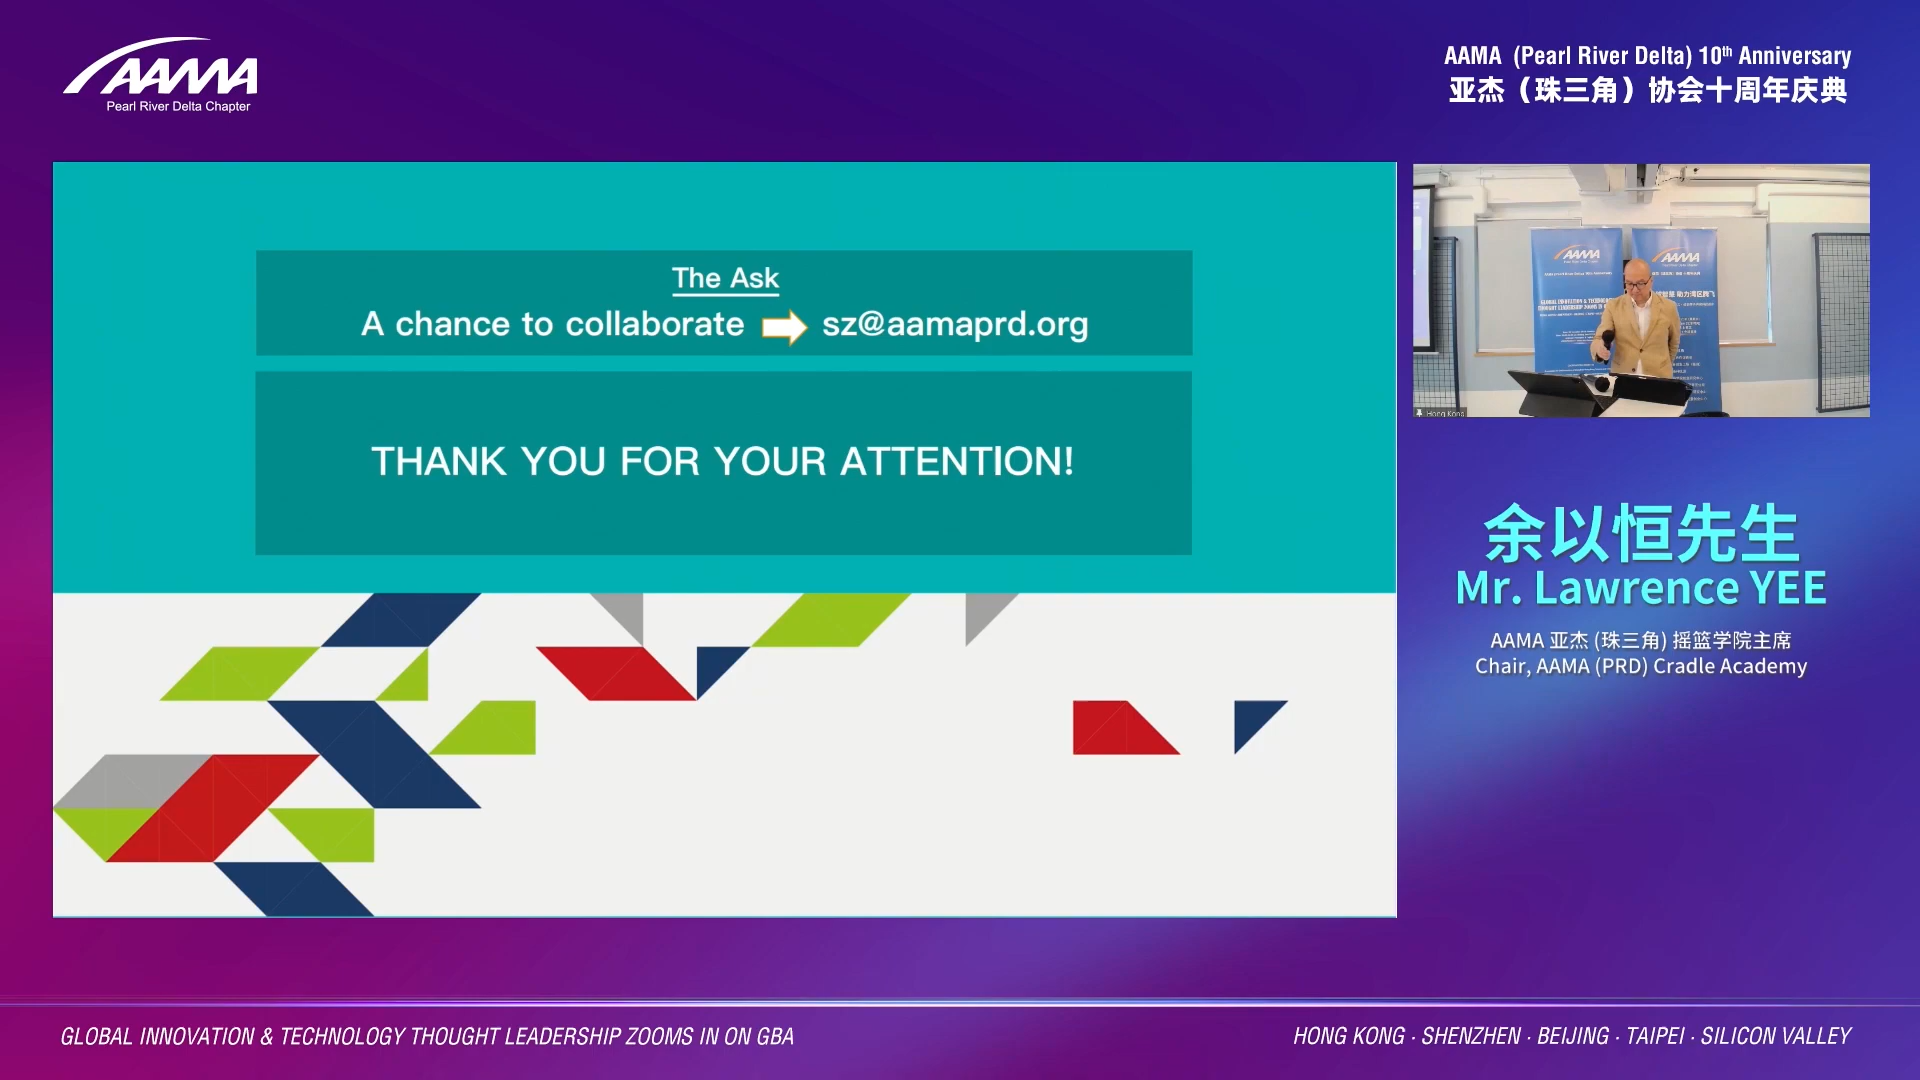 AAMA
Pearl River Delta Chapter
AAMA (Pearl River Delta) 10th Anniversary
亚杰（珠三角）协会十周年庆典
The Ask
A chance to collaborate sz@aamaprd.org
THANK YOU FOR YOUR ATTENTION!
AAMA
AAMA
Hong Kong
余以恒先生
Mr. Lawrence YEE
AAMA 亚杰 (珠三角) 摇篮学院主席
Chair, AAMA (PRD) Cradle Academy
GLOBAL INNOVATION & TECHNOLOGY THOUGHT LEADERSHIP ZOOMS IN ON GBA
HONG KONG · SHENZHEN · BEIJING · TAIPEI · SILICON VALLEY